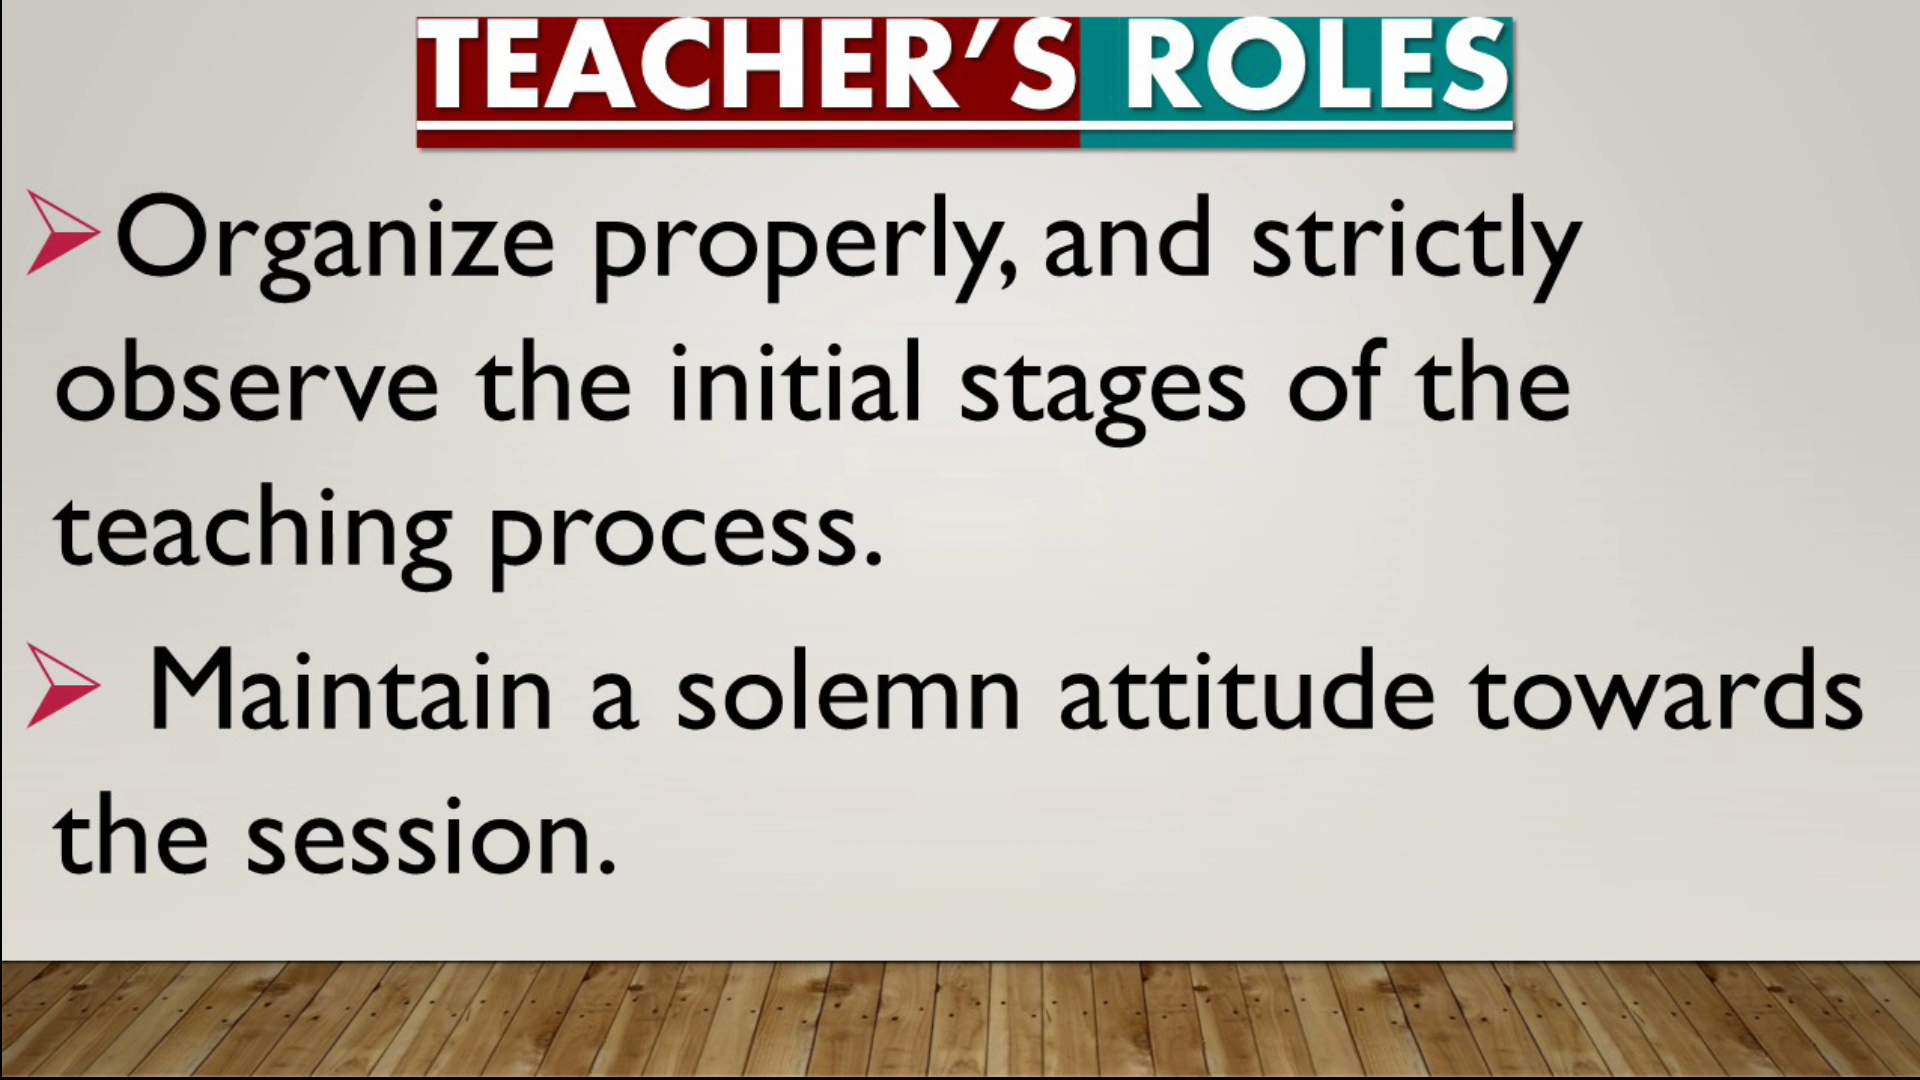 TEACHER'S ROLES
Organize properly, and strictly
observe the initial stages of the
teaching process.
Maintain a solemn attitude towards
the session.